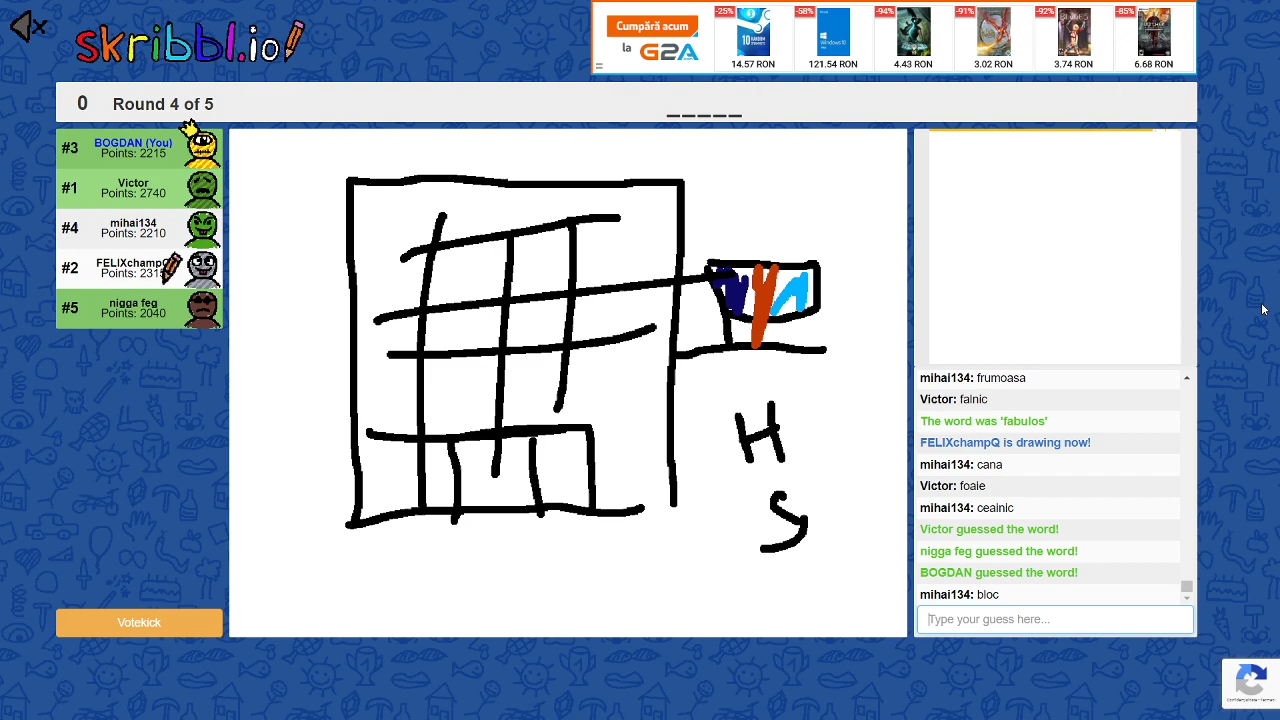 skribbl.io!
Cumpără acum
la G2A
-25%
14.57 RON
-58%
121.54 RON
-94%
4.43 RON
-91%
3.02 RON
-92%
3.74 RON
-85%
6.68 RON
0 Round 4 of 5
_ _ _ _ _
#3 BOGDAN (You)
Points: 2215
#1 Victor
Points: 2740
#4 mihai134
Points: 2210
#2 FELIXchampQ
Points: 231
#5 nigga feg
Points: 2040
Votekick
H
S
mihai134: frumoasa
Victor: falnic
The word was 'fabulos'
FELIXchampQ is drawing now!
mihai134: cana
Victor: foaie
mihai134: ceainic
Victor guessed the word!
nigga feg guessed the word!
BOGDAN guessed the word!
mihai134: bloc
Type your guess here...